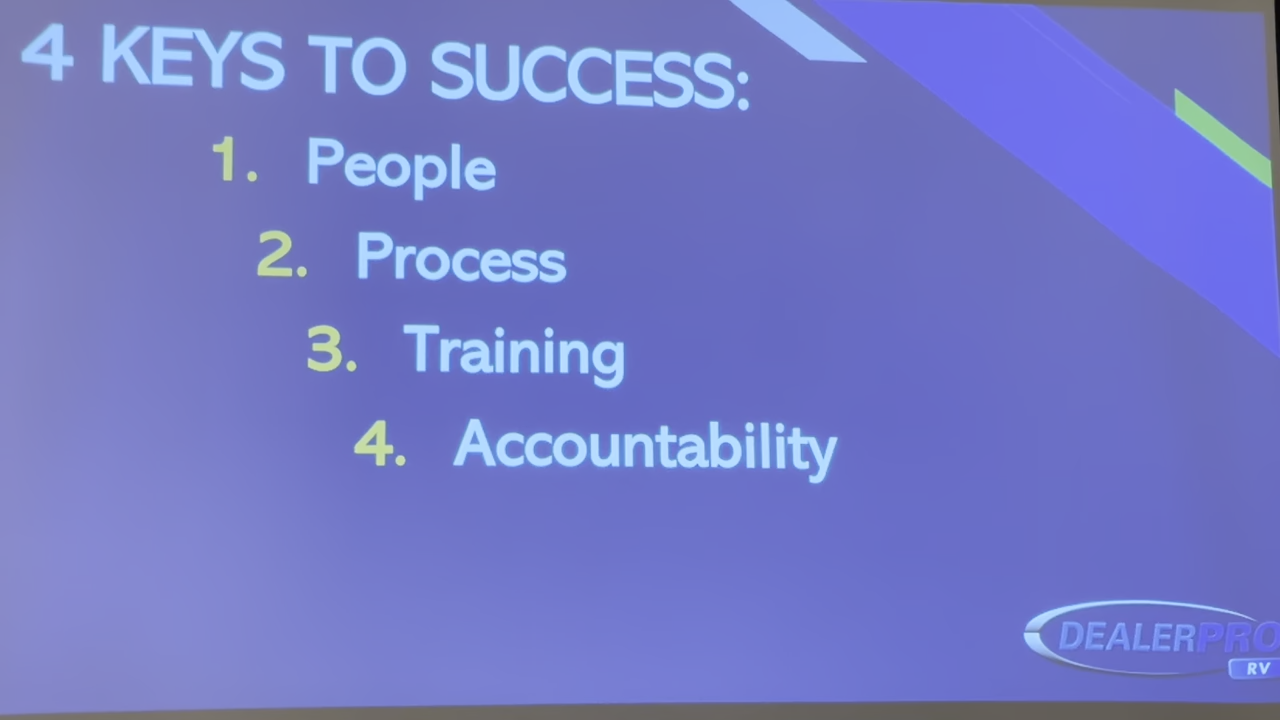 4 KEYS TO SUCCESS:
1. People
2. Process
3. Training
4. Accountability
DEALERPRO
RV